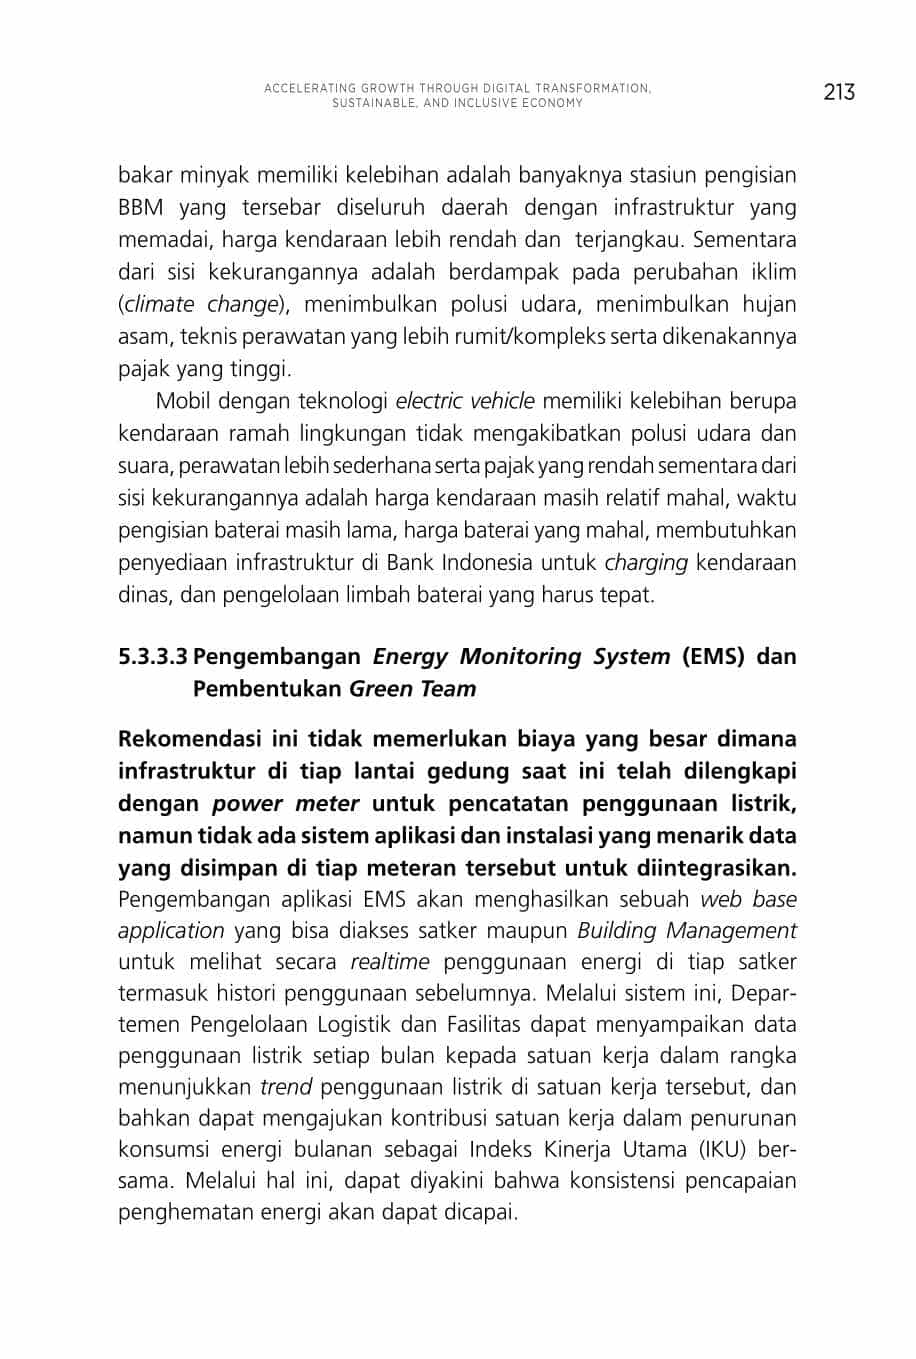 ACCELERATING GROWTH THROUGH DIGITAL TRANSFORMATION,
SUSTAINABLE, AND INCLUSIVE ECONOMY
213
bakar minyak memiliki kelebihan adalah banyaknya stasiun pengisian
BBM yang tersebar diseluruh daerah dengan infrastruktur yang
memadai, harga kendaraan lebih rendah dan terjangkau. Sementara
dari sisi kekurangannya adalah berdampak pada perubahan iklim
(climate change), menimbulkan polusi udara, menimbulkan hujan
asam, teknis perawatan yang lebih rumit/kompleks serta dikenakannya
pajak yang tinggi.
Mobil dengan teknologi electric vehicle memiliki kelebihan berupa
kendaraan ramah lingkungan tidak mengakibatkan polusi udara dan
suara, perawatan lebih sederhana serta pajak yang rendah sementara dari
sisi kekurangannya adalah harga kendaraan masih relatif mahal, waktu
pengisian baterai masih lama, harga baterai yang mahal, membutuhkan
penyediaan infrastruktur di Bank Indonesia untuk charging kendaraan
dinas, dan pengelolaan limbah baterai yang harus tepat.
5.3.3.3 Pengembangan Energy Monitoring System (EMS) dan
Pembentukan Green Team
Rekomendasi ini tidak memerlukan biaya yang besar dimana
infrastruktur di tiap lantai gedung saat ini telah dilengkapi
dengan power meter untuk pencatatan penggunaan listrik,
namun tidak ada sistem aplikasi dan instalasi yang menarik data
yang disimpan di tiap meteran tersebut untuk diintegrasikan.
Pengembangan aplikasi EMS akan menghasilkan sebuah web base
application yang bisa diakses satker maupun Building Management
untuk melihat secara realtime penggunaan energi di tiap satker
termasuk histori penggunaan sebelumnya. Melalui sistem ini, Depar-
temen Pengelolaan Logistik dan Fasilitas dapat menyampaikan data
penggunaan listrik setiap bulan kepada satuan kerja dalam rangka
menunjukkan trend penggunaan listrik di satuan kerja tersebut, dan
bahkan dapat mengajukan kontribusi satuan kerja dalam penurunan
konsumsi energi bulanan sebagai Indeks Kinerja Utama (IKU) ber-
sama. Melalui hal ini, dapat diyakini bahwa konsistensi pencapaian
penghematan energi akan dapat dicapai.